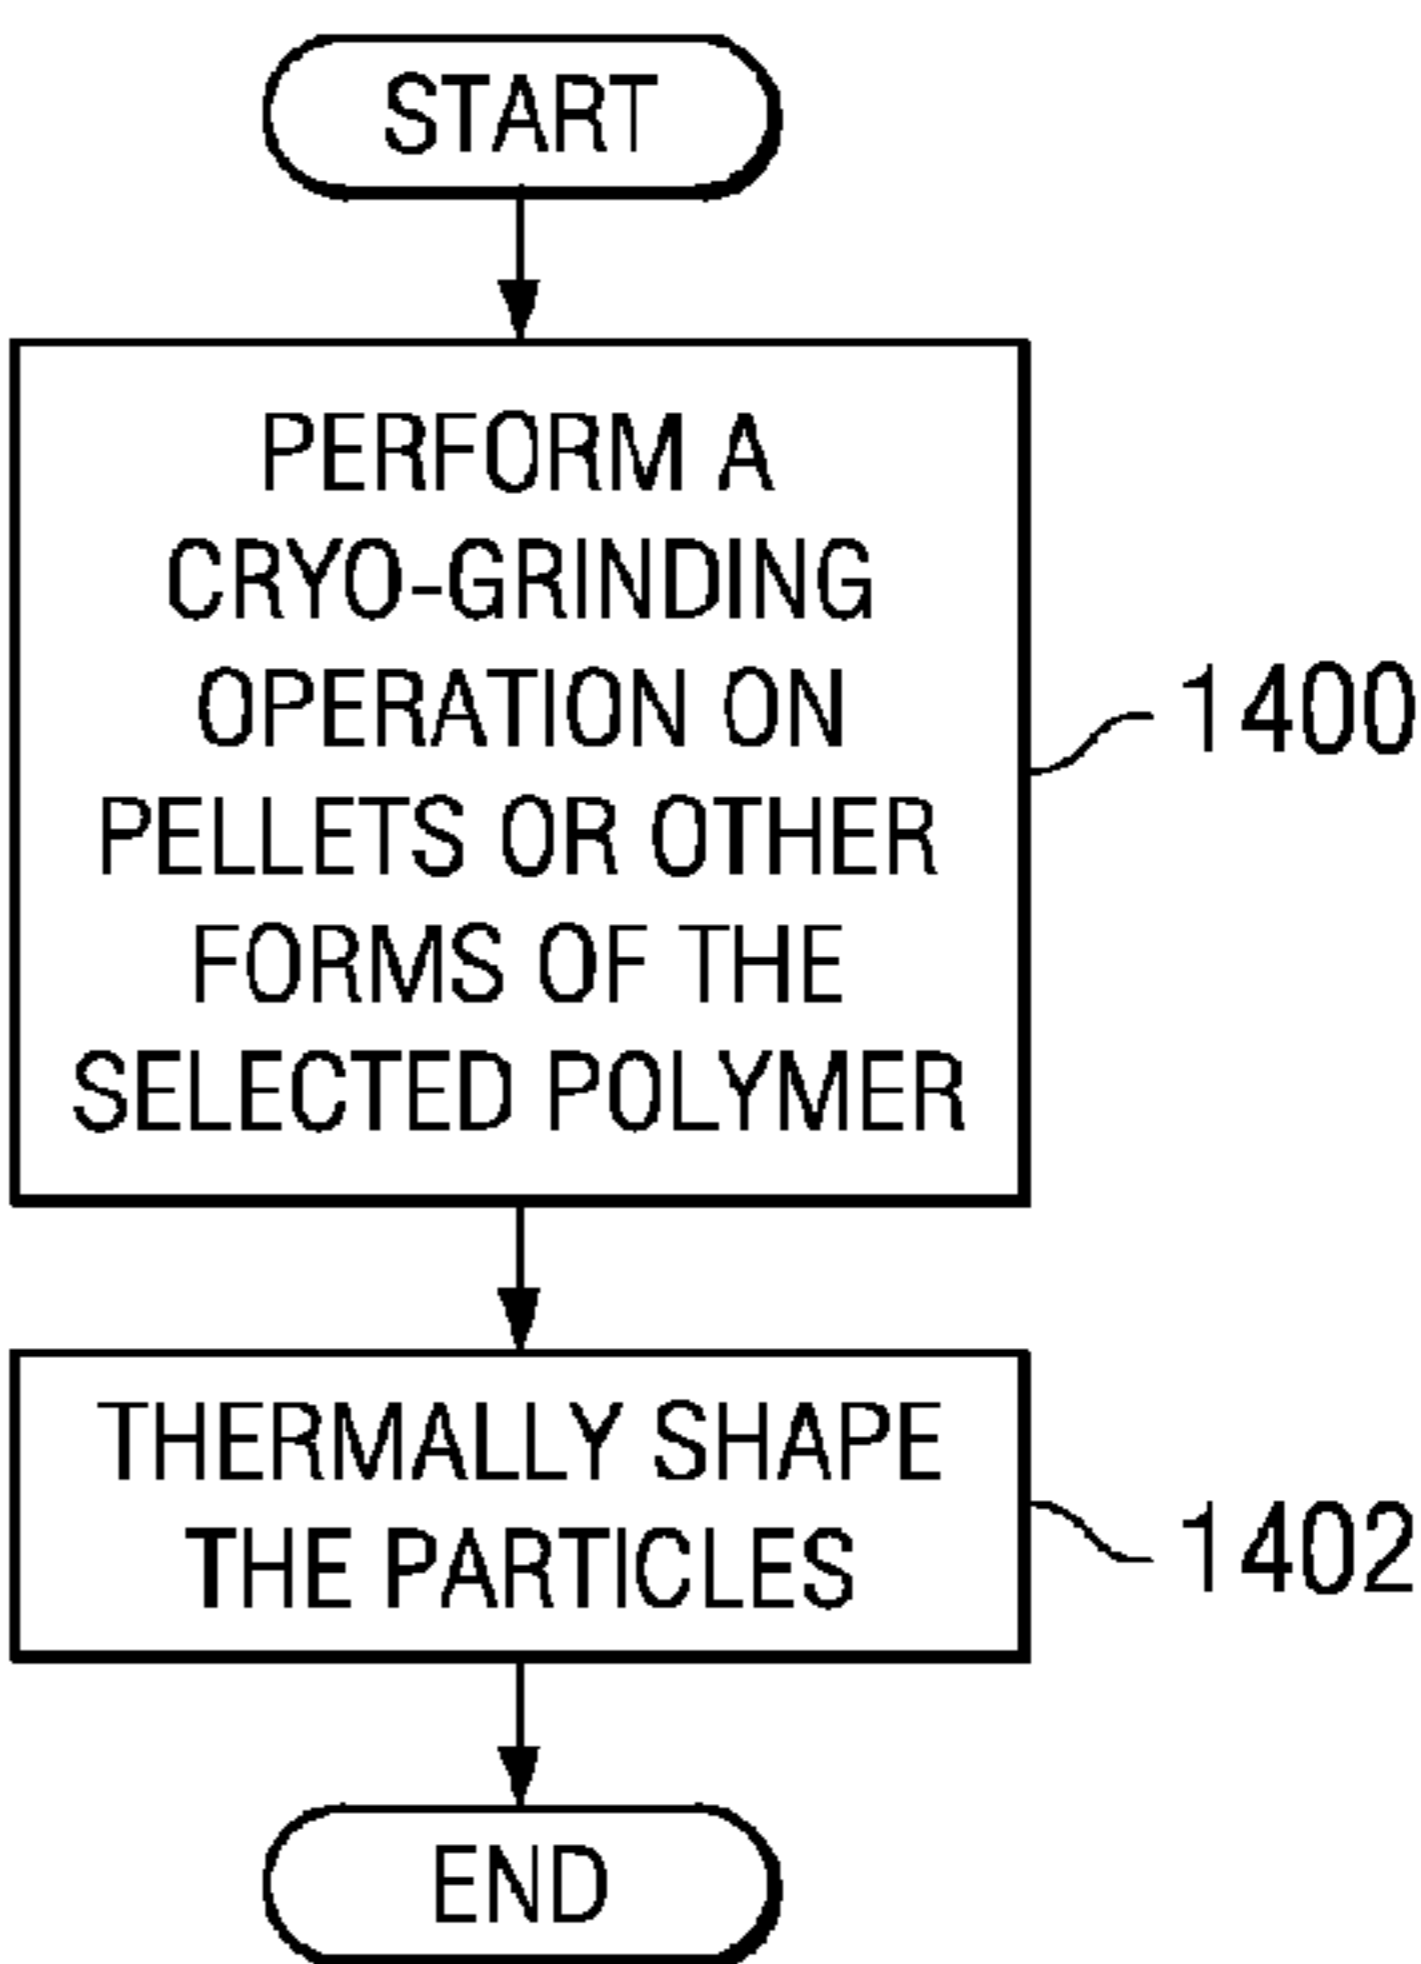 START
PERFORM A
CRYO-GRINDING
OPERATION ON
PELLETS OR OTHER
FORMS OF THE
SELECTED POLYMER
1400
THERMALLY SHAPE
THE PARTICLES
1402
END